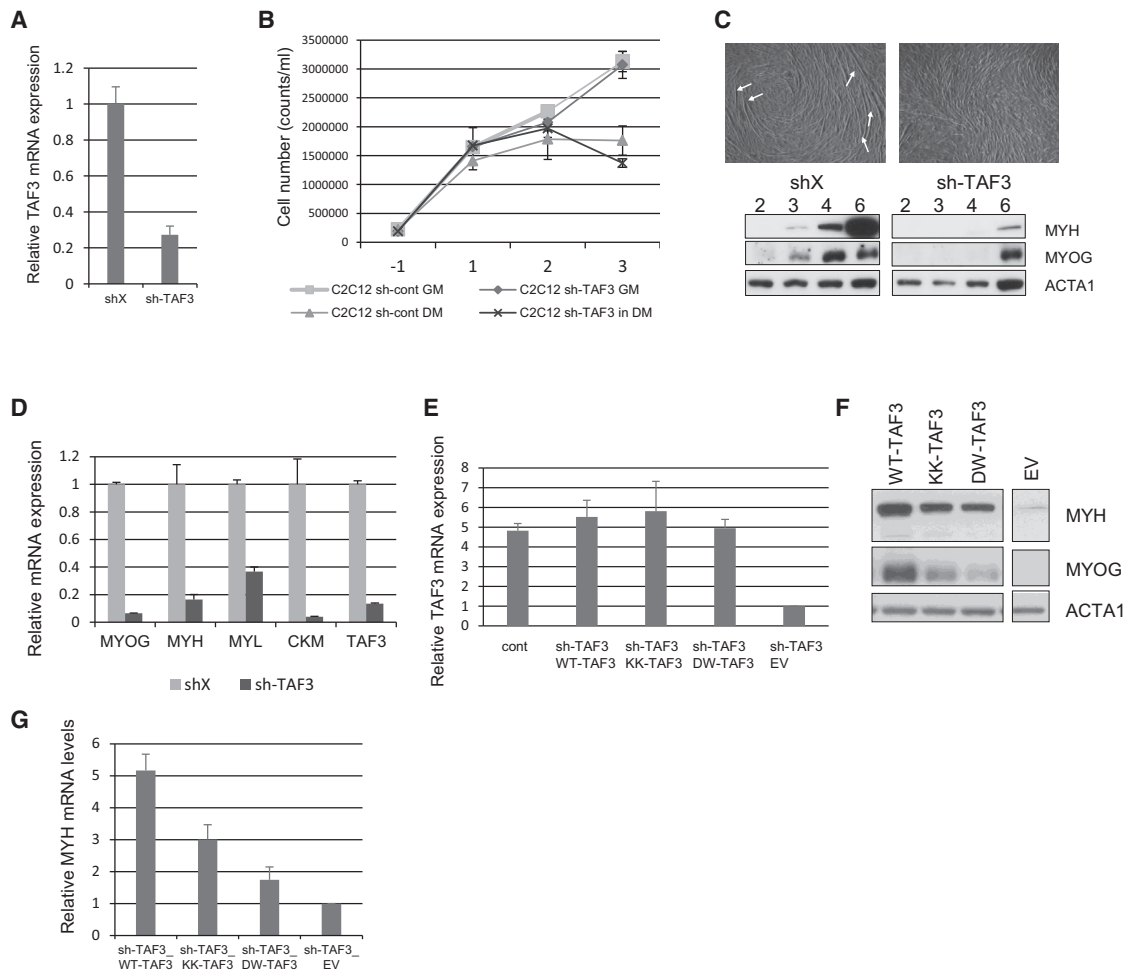 A
Relative TAF3 mRNA expression
1.2
1
0.8
0.6
0.4
0.2
0
shX
sh-TAF3
B
Cell number (counts/ml)
3500000
3000000
2500000
2000000
1500000
1000000
500000
0
-1
1
2
3
C2C12 sh-cont GM
C2C12 sh-TAF3 GM
C2C12 sh-cont DM
C2C12 sh-TAF3 in DM
C
shX
sh-TAF3
2 3 4 6
2 3 4 6
MYH
MYOG
ACTA1
D
Relative mRNA expression
1.2
1
0.8
0.6
0.4
0.2
0
MYOG
MYH
MYL
CKM
TAF3
shX
sh-TAF3
E
Relative TAF3 mRNA expression
8
7
6
5
4
3
2
1
0
cont
sh-TAF3
WT-TAF3
sh-TAF3
KK-TAF3
sh-TAF3
DW-TAF3
sh-TAF3
EV
F
WT-TAF3
KK-TAF3
DW-TAF3
EV
MYH
MYOG
ACTA1
G
Relative MYH mRNA levels
6
5
4
3
2
1
0
sh-TAF3_
WT-TAF3
sh-TAF3_
KK-TAF3
sh-TAF3_
DW-TAF3
sh-TAF3_
EV